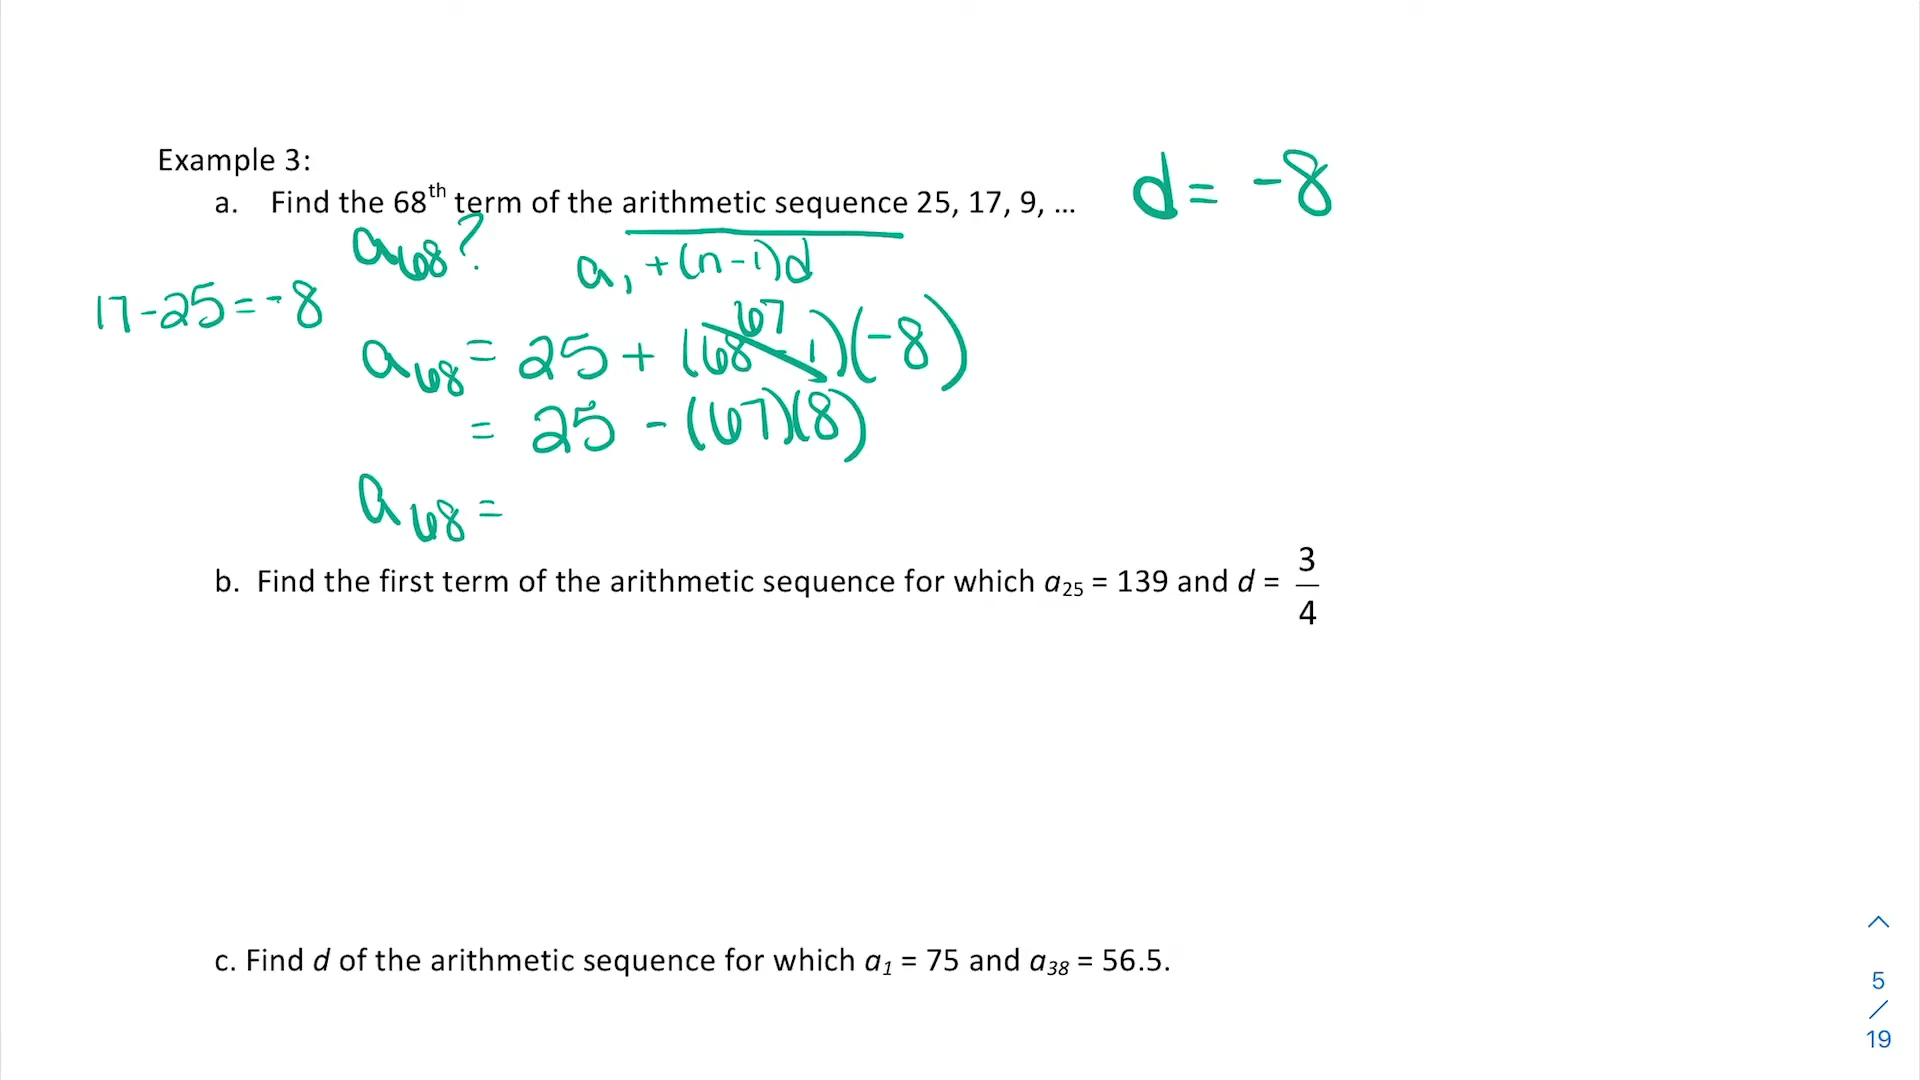 Example 3:
d = -8
a. Find the 68th term of the arithmetic sequence 25, 17, 9, ...
a68?
a1 + (n-1)d
17-25=-8
67
a68 = 25 + (68-1)(-8)
= 25 - (67)(8)
a68 =
b. Find the first term of the arithmetic sequence for which a25 = 139 and d = 3/4
c. Find d of the arithmetic sequence for which a1 = 75 and a38 = 56.5.
5
/
19